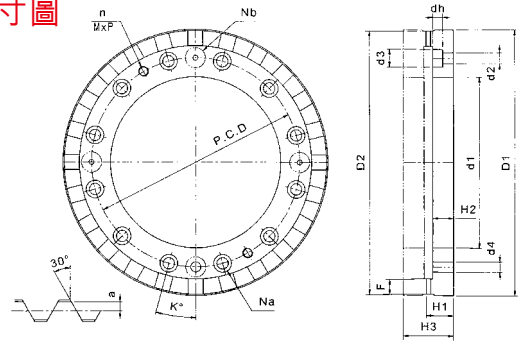 寸圖
n
MxP
Nb
P.C.D
Na
K°
30°
a
dh
d3
d2
D2
d1
D1
H2
d4
F
H1
H3